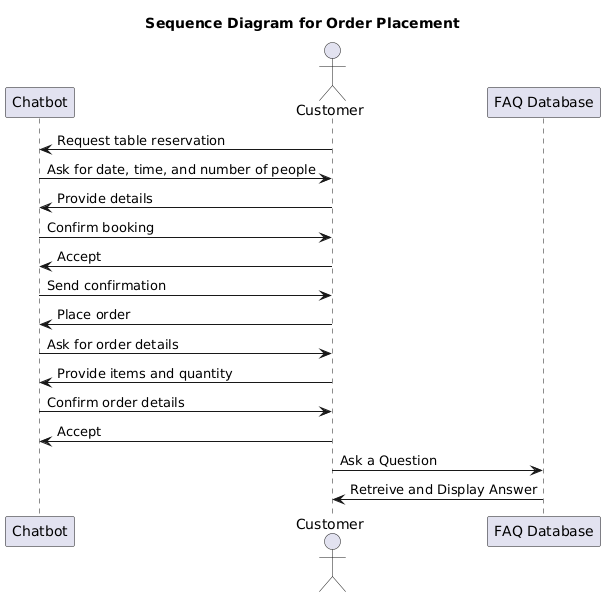 Sequence Diagram for Order Placement
Customer
Chatbot
FAQ Database
Request table reservation
Ask for date, time, and number of people
Provide details
Confirm booking
Accept
Send confirmation
Place order
Ask for order details
Provide items and quantity
Confirm order details
Accept
Ask a Question
Retreive and Display Answer
Chatbot
Customer
FAQ Database